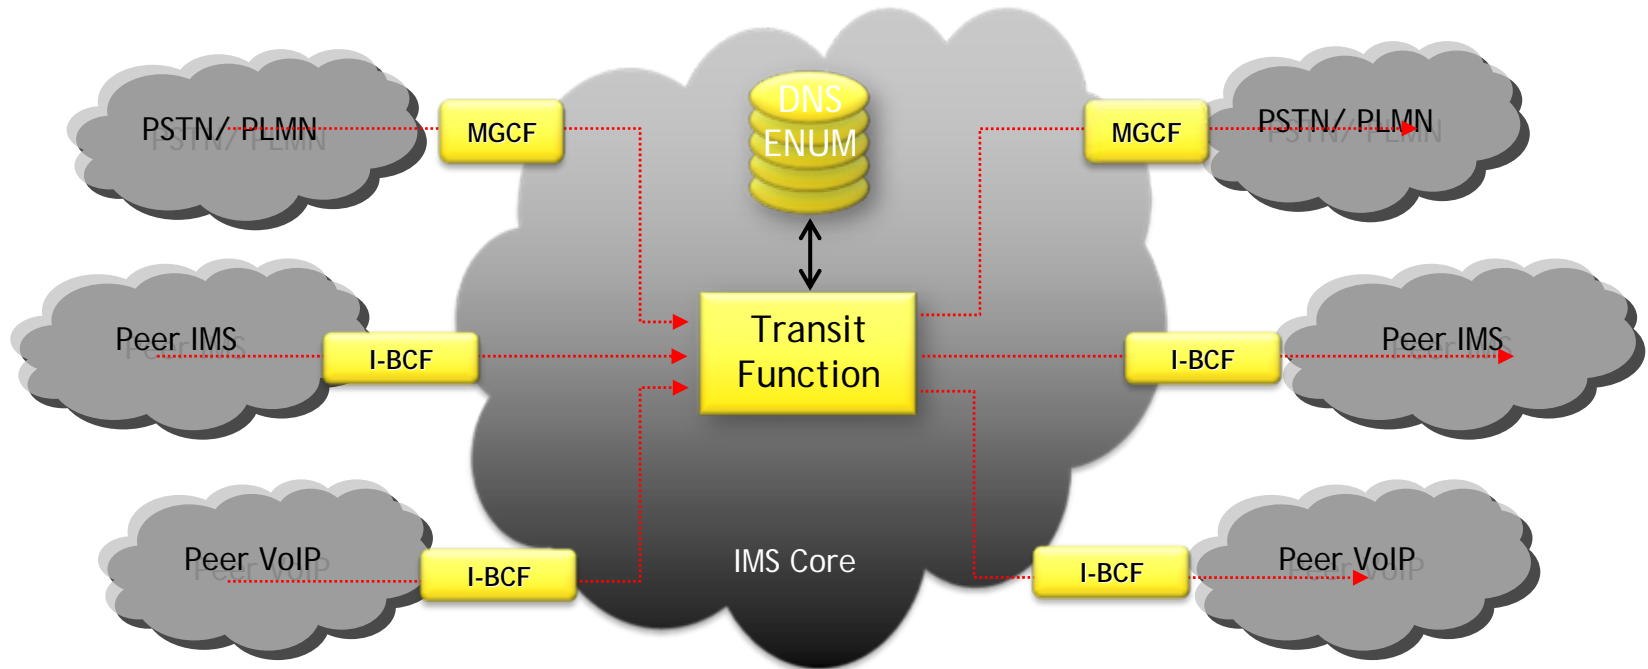 DNS
ENUM
PSTN/ PLMN
MGCF
MGCF
PSTN/ PLMN
Peer IMS
I-BCF
Transit
Function
I-BCF
Peer IMS
Peer VoIP
I-BCF
IMS Core
I-BCF
Peer VoIP